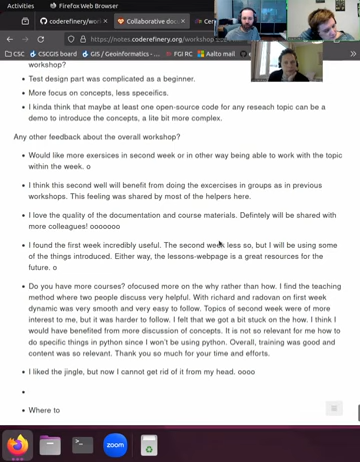 Activities
Firefox Web Browser
coderefinery/wor
Collaborative doc
https://notes.coderefinery.org/workshop
CSC
CSCGIS board
GIS / Geoinformatics -
FGI RC
Aalto mail
workshop?
Test design part was complicated as a beginner.
More focus on concepts, less speceifics.
I kinda think that maybe at least one open-source code for any reseach topic can be a
demo to introduce the concepts, a lite bit more complex.
Any other feedback about the overall workshop?
Would like more exersices in second week or in other way being able to work with the topic
within the week. o
I think this second well will benefit from doing the excercises in groups as in previous
workshops. This feeling was shared by most of the helpers here.
I love the quality of the documentation and course materials. Defintely will be shared with
more colleagues! ooooooo
I found the first week incredibly useful. The second week less so, but I will be using some
of the things introduced. Either way, the lessons-webpage is a great resources for the
future. o
Do you have more courses? ofocused more on the why rather than how. I find the teaching
method where two people discuss very helpful. With richard and radovan on first week
dynamic was very smooth and very easy to follow. Topics of second week were of more
interest to me, but it was harder to follow. I felt that we got a bit stuck on the how. I think I
would have benefited from more discussion of concepts. It is not so relevant for me how to
do specific things in python since I won't be using python. Overall, training was good and
content was so relevant. Thank you so much for your time and efforts.
I liked the jingle, but now I cannot get rid of it from my head. oooo
Where to
zoom